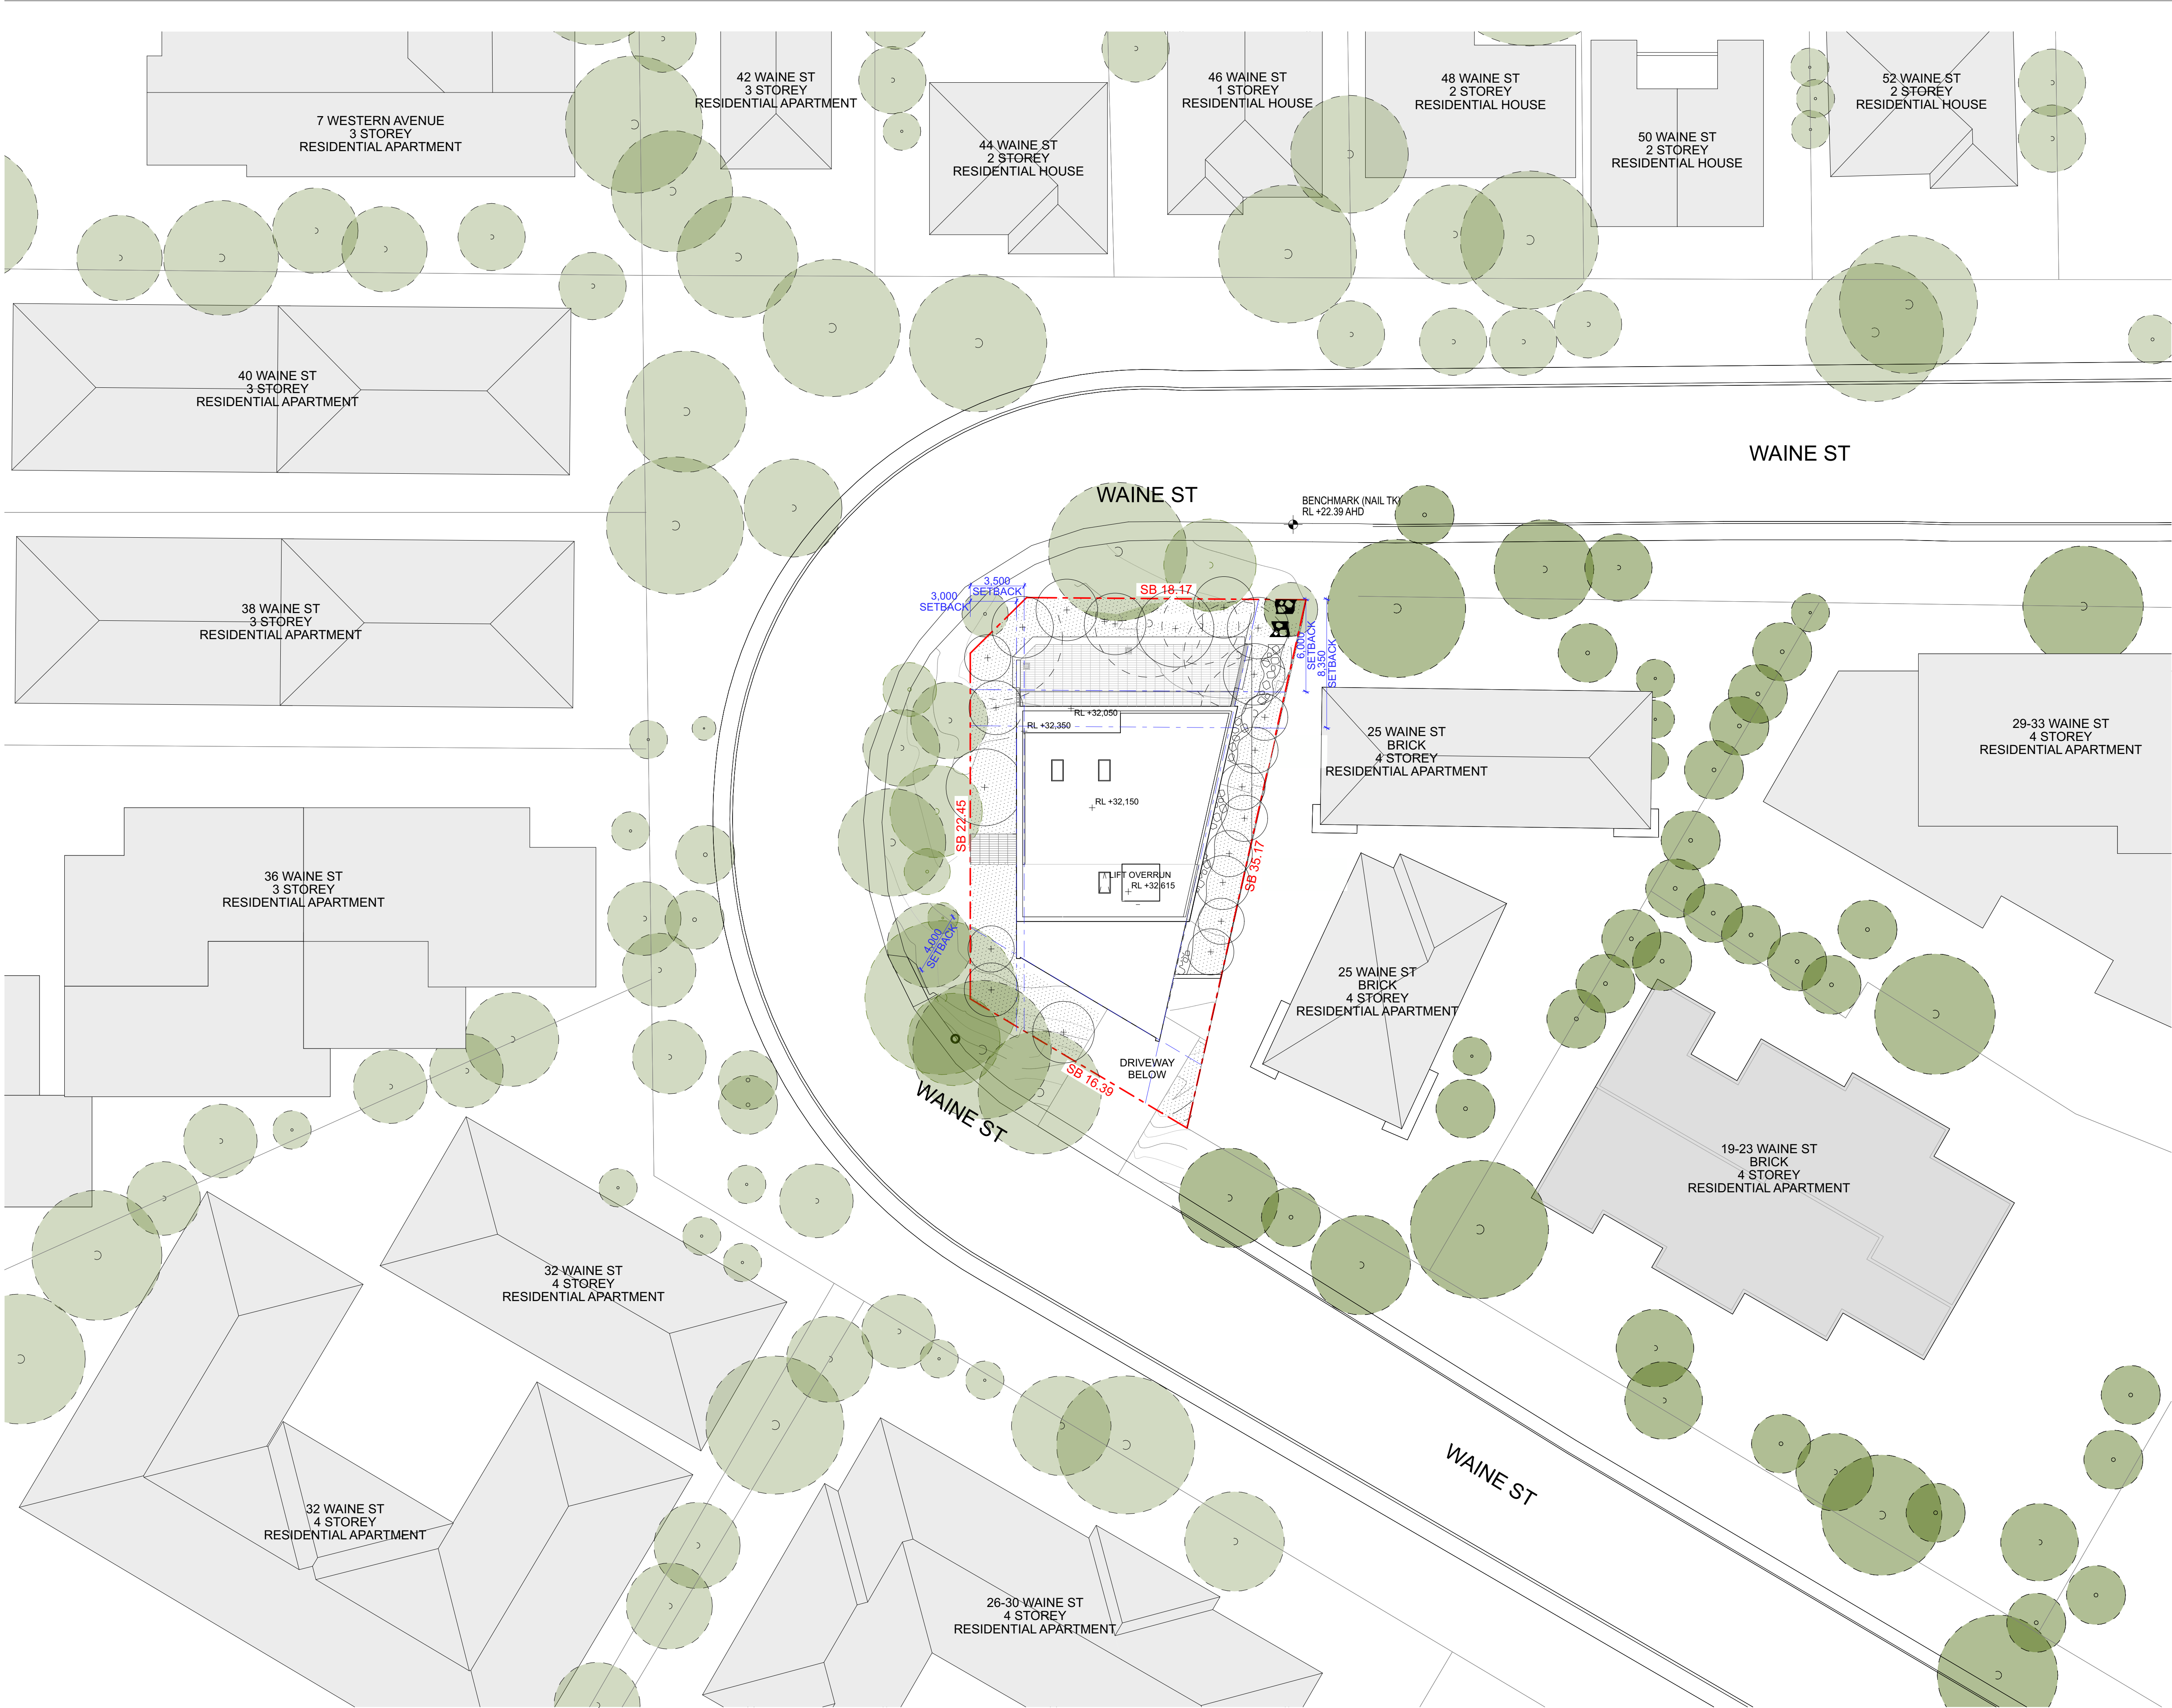 42 WAINE ST
3 STOREY
RESIDENTIAL APARTMENT
46 WAINE ST
1 STOREY
RESIDENTIAL HOUSE
48 WAINE ST
2 STOREY
RESIDENTIAL HOUSE
52 WAINE ST
2 STOREY
RESIDENTIAL HOUSE
7 WESTERN AVENUE
3 STOREY
RESIDENTIAL APARTMENT
44 WAINE ST
2 STOREY
RESIDENTIAL HOUSE
50 WAINE ST
2 STOREY
RESIDENTIAL HOUSE
40 WAINE ST
3 STOREY
RESIDENTIAL APARTMENT
WAINE ST
WAINE ST
BENCHMARK (NAIL TK)
RL +22.39 AHD
3,500
SETBACK
3,000
SETBACK
SB 18.17
38 WAINE ST
3 STOREY
RESIDENTIAL APARTMENT
6,000
SETBACK
8,350
SETBACK
RL +32,050
RL +32,350
25 WAINE ST
BRICK
4 STOREY
RESIDENTIAL APARTMENT
29-33 WAINE ST
4 STOREY
RESIDENTIAL APARTMENT
RL +32,150
SB 22.45
SB 35.17
36 WAINE ST
3 STOREY
RESIDENTIAL APARTMENT
LIFT OVERRUN
RL +32,615
4,000
SETBACK
25 WAINE ST
BRICK
4 STOREY
RESIDENTIAL APARTMENT
DRIVEWAY
BELOW
SB 16.39
WAINE ST
19-23 WAINE ST
BRICK
4 STOREY
RESIDENTIAL APARTMENT
32 WAINE ST
4 STOREY
RESIDENTIAL APARTMENT
WAINE ST
32 WAINE ST
4 STOREY
RESIDENTIAL APARTMENT
26-30 WAINE ST
4 STOREY
RESIDENTIAL APARTMENT